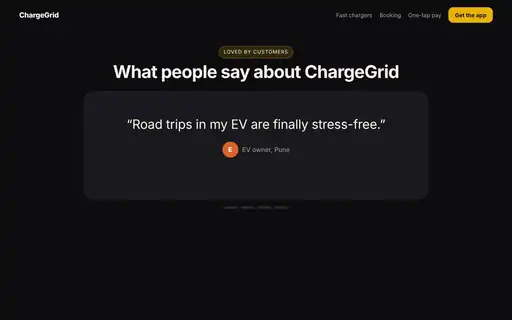 ChargeGrid
Fast chargers
Booking
One-tap pay
Get the app
LOVED BY CUSTOMERS
What people say about ChargeGrid
“Road trips in my EV are finally stress-free.”
E
EV owner, Pune